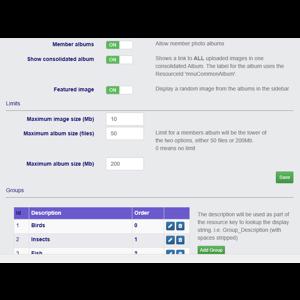 Member albums ON Allow member photo albums
Show consolidated album ON Shows a link to ALL uploaded images in one
consolidated Album. The label for the album uses the
ResourceId 'mnuCommonAlbum'
Featured image ON Display a random image from the albums in the sidebar
Limits
Maximum image size (Mb) 10
Maximum album size (files) 50 Limit for a members album will be the lower of
the two options, either 50 files or 200Mb.
0 means no limit
Maximum album size (Mb) 200
Save
Groups
Id Description Order
The description will be used as part of
the resource key to lookup the display
string. i.e. Group_Description (with
spaces stripped)
1 Birds 0
2 Insects 1
Add Group
3 Fish 2